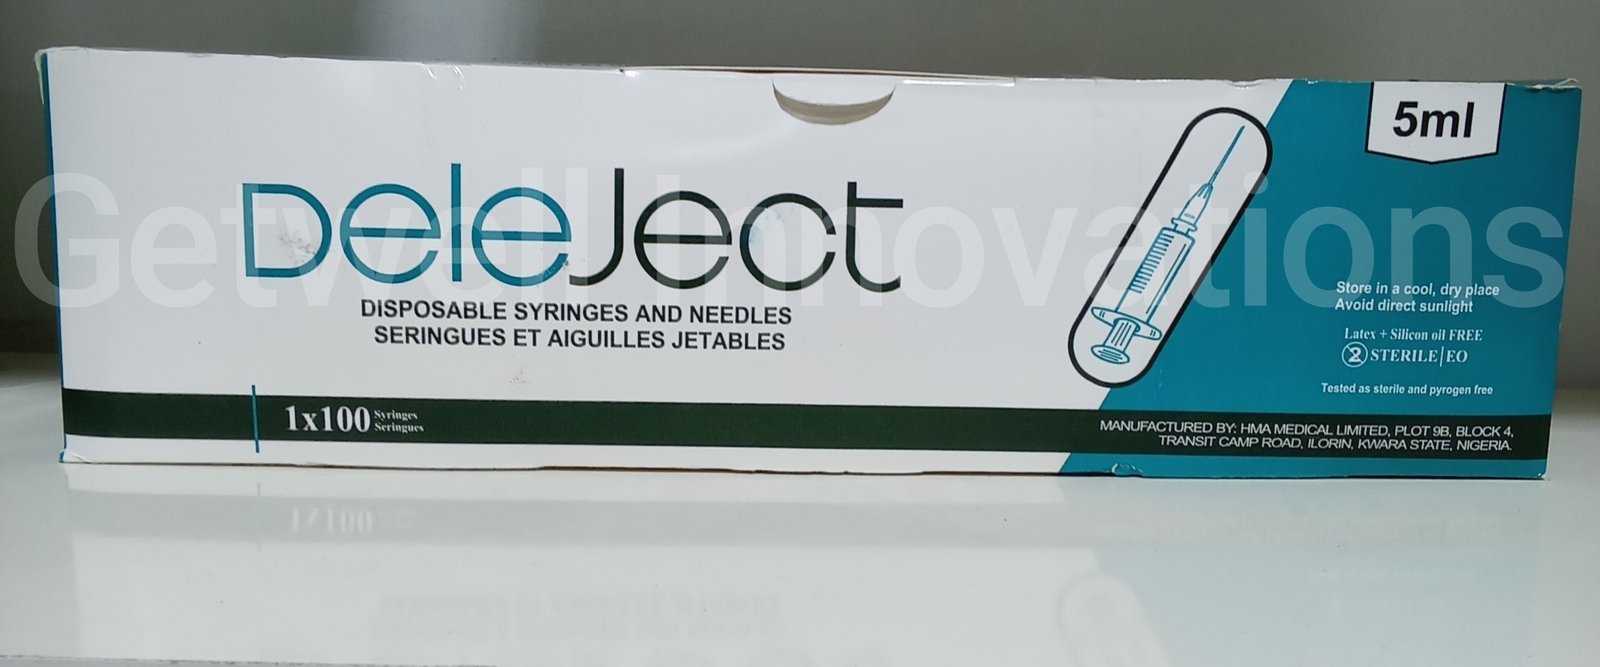 5ml
DeleJect
Getwell Innovations
DISPOSABLE SYRINGES AND NEEDLES
SERINGUES ET AIGUILLES JETABLES
Store in a cool, dry place
Avoid direct sunlight
Latex + Silicon oil FREE
2 STERILE EO
Tested as sterile and pyrogen free
1x100 Syringes
Seringues
MANUFACTURED BY: HMA MEDICAL LIMITED, PLOT 9B, BLOCK 4,
TRANSIT CAMP ROAD, ILORIN, KWARA STATE, NIGERIA.